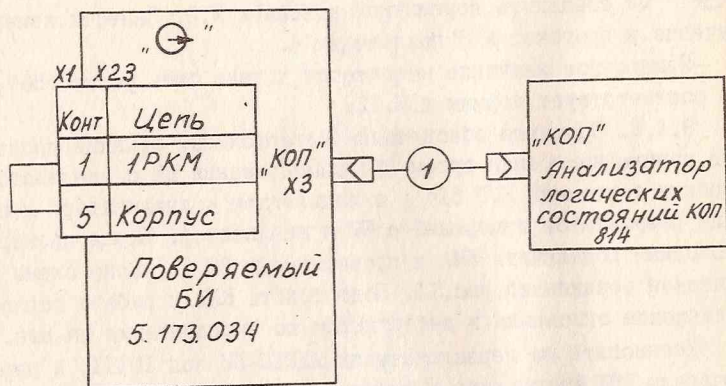 " "
X1 X23
Конт Цепь
1 1РКМ
5 Корпус
„КОП"
X3
1
„КОП"
Анализатор
логических
состояний КОП
814
Поверяемый
БИ
5.173.034